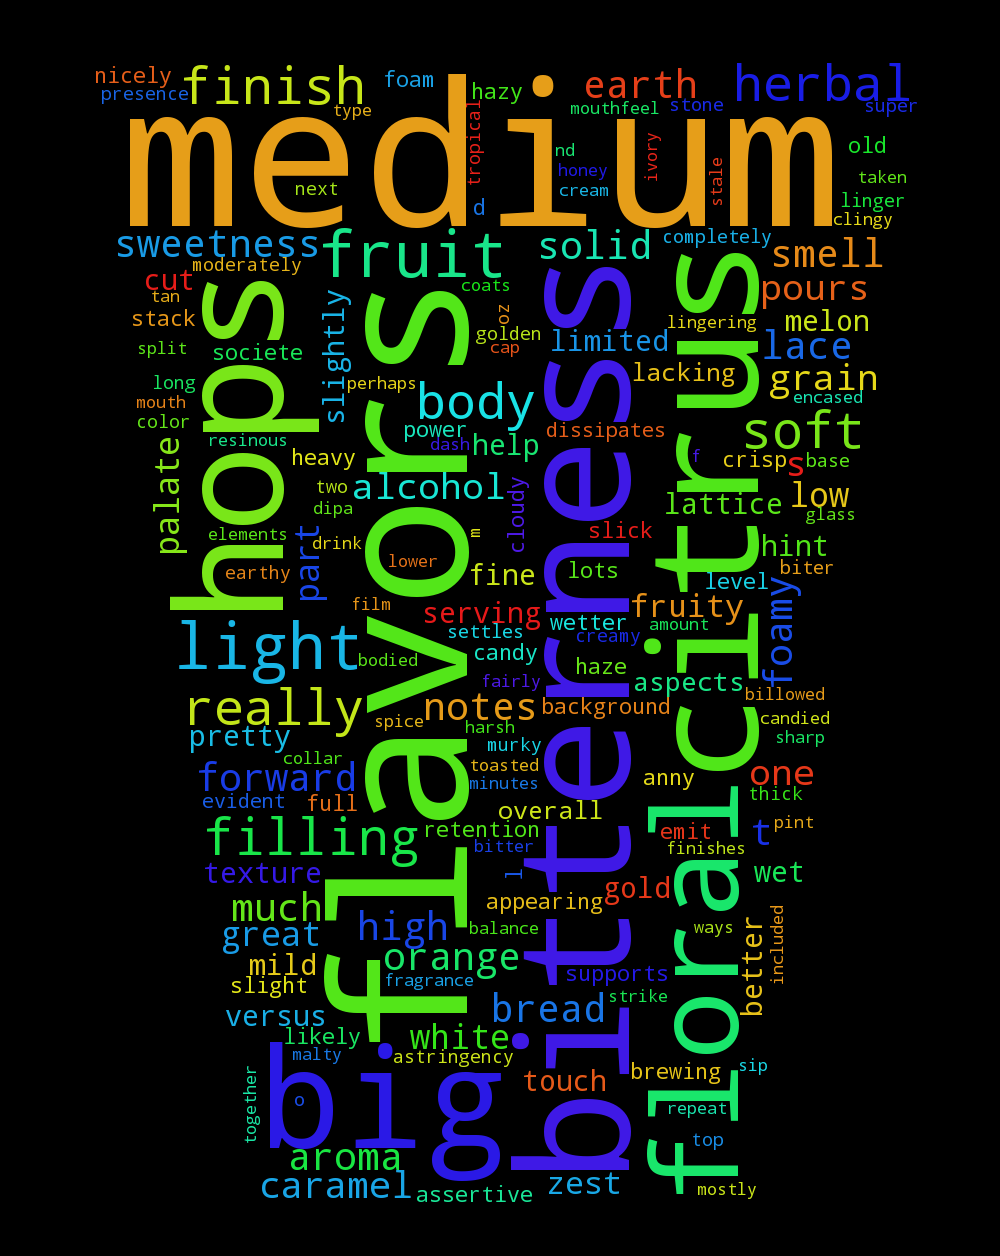 nicely
finish
foam
hazy
earth
herbal
presence
type
mouthfeel
stone
super
medium
tropical
nd
ivory
old
next
honey
stale
taken
cream
linger
d
clingy
sweetness
fruit
solid
completely
smell
moderately
cut
coats
pours
tan
hops
flavors
bitterness
citrus
stack
slightly
oz
golden
lingering
melon
split
societe
cap
limited
lace
long
perhaps
lacking
grain
mouth
body
encased
color
power
dissipates
soft
resinous
dash
help
palate
heavy
f
crisp
s
base
two
alcohol
cloudy
low
dipa
lattice
glass
elements
m
slick
part
drink
hint
lower
earthy
fine
lots
level
biter
film
serving
fruity
foamy
light
settles
wetter
amount
creamy
bodied
candy
haze
fairly
aspects
really
notes
background
billowed
spice
candied
pretty
harsh
murky
sharp
collar
toasted
forward
minutes
anny
one
evident
full
overall
thick
filling
retention
emit
t
pint
bitter
finishes
texture
l
gold
wet
floral
much
appearing
great
high
balance
ways
better
included
mild
orange
slight
fragrance
supports
strike
versus
bread
likely
white
malty
astringency
big
touch
brewing
sip
together
o
repeat
aroma
top
caramel
assertive
zest
mostly